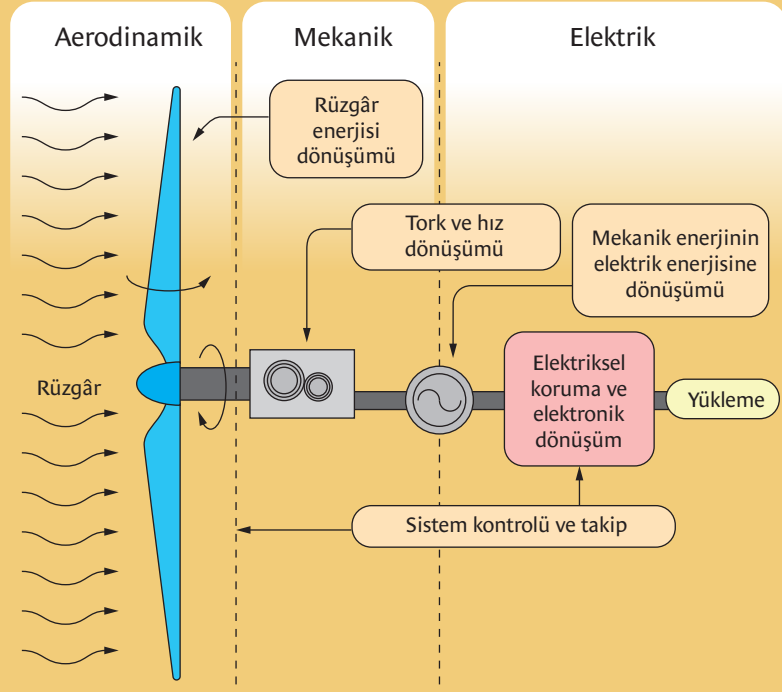 Aerodinamik
Mekanik
Elektrik
Rüzgâr
enerjisi
dönüşümü
Tork ve hız
dönüşümü
Mekanik enerjinin
elektrik enerjisine
dönüşümü
Rüzgâr
Elektriksel
koruma ve
elektronik
dönüşüm
Yükleme
Sistem kontrolü ve takip